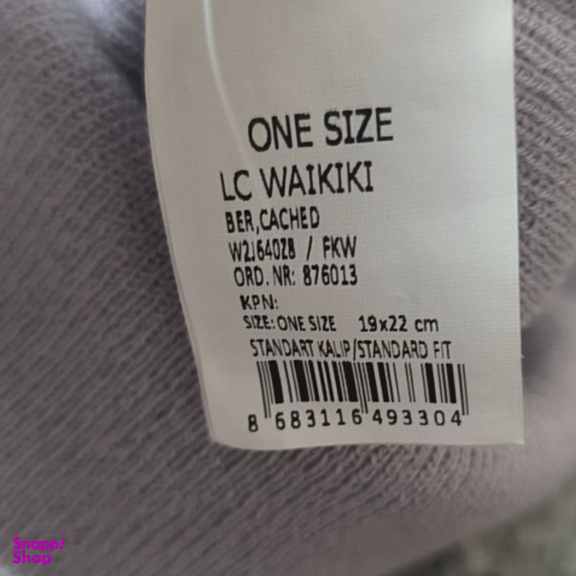 ONE SIZE
LC WAIKIKI
BER,CACHED
W2J640Z8 / FKW
ORD. NR: 876013
KPN:
SIZE: ONE SIZE 19x22 cm
STANDART KALIP/STANDARD FIT
8 683116 493304
Snapp!
Shop